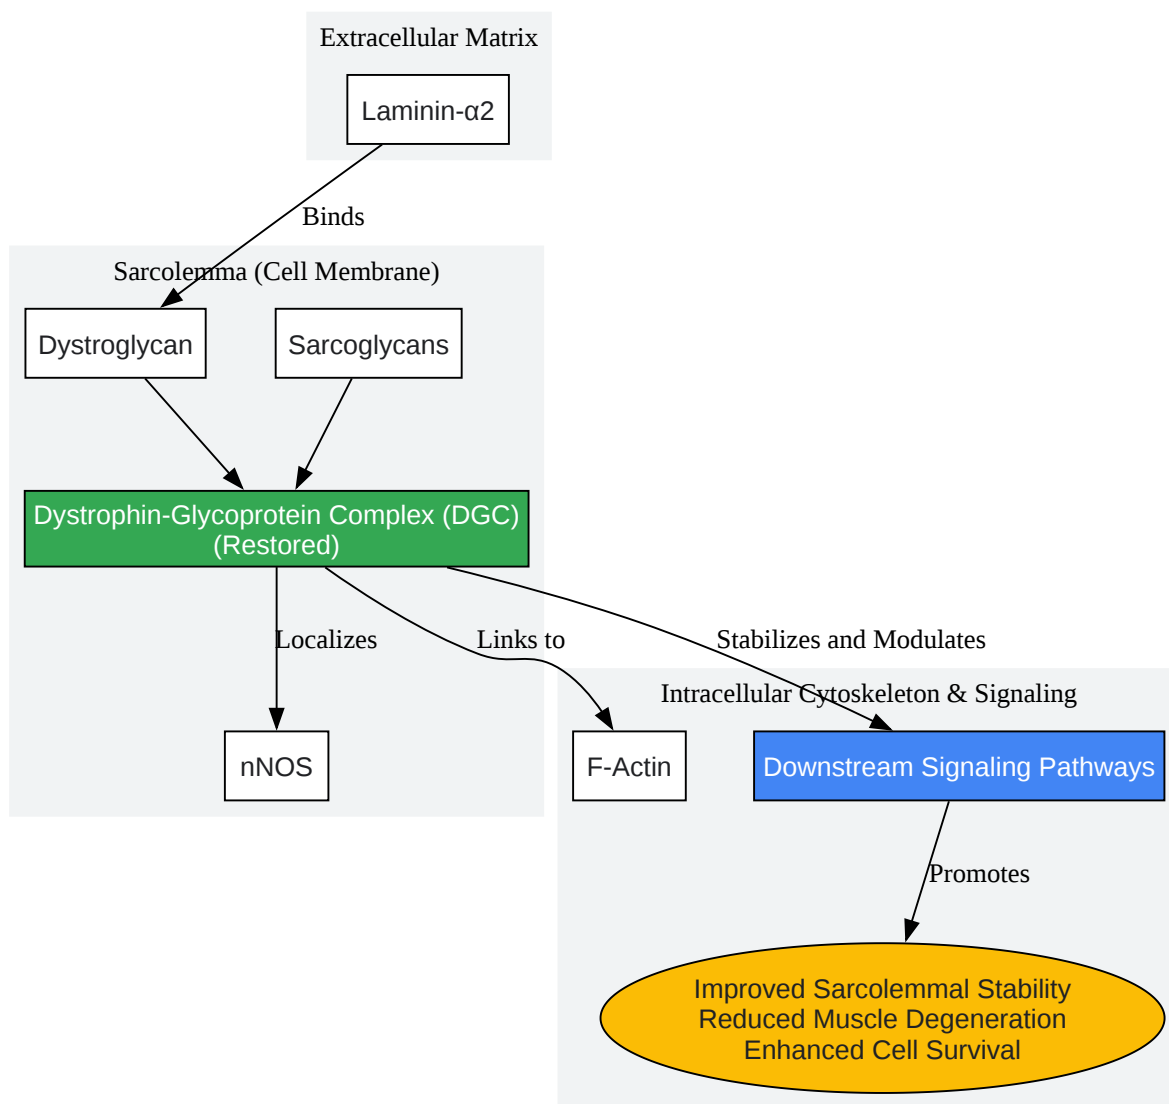 Extracellular Matrix
Laminin-α2
Binds
Sarcolemma (Cell Membrane)
Dystroglycan
Sarcoglycans
Dystrophin-Glycoprotein Complex (DGC)
(Restored)
Localizes
Links to
Stabilizes and Modulates
Intracellular Cytoskeleton & Signaling
nNOS
F-Actin
Downstream Signaling Pathways
Promotes
Improved Sarcolemmal Stability
Reduced Muscle Degeneration
Enhanced Cell Survival